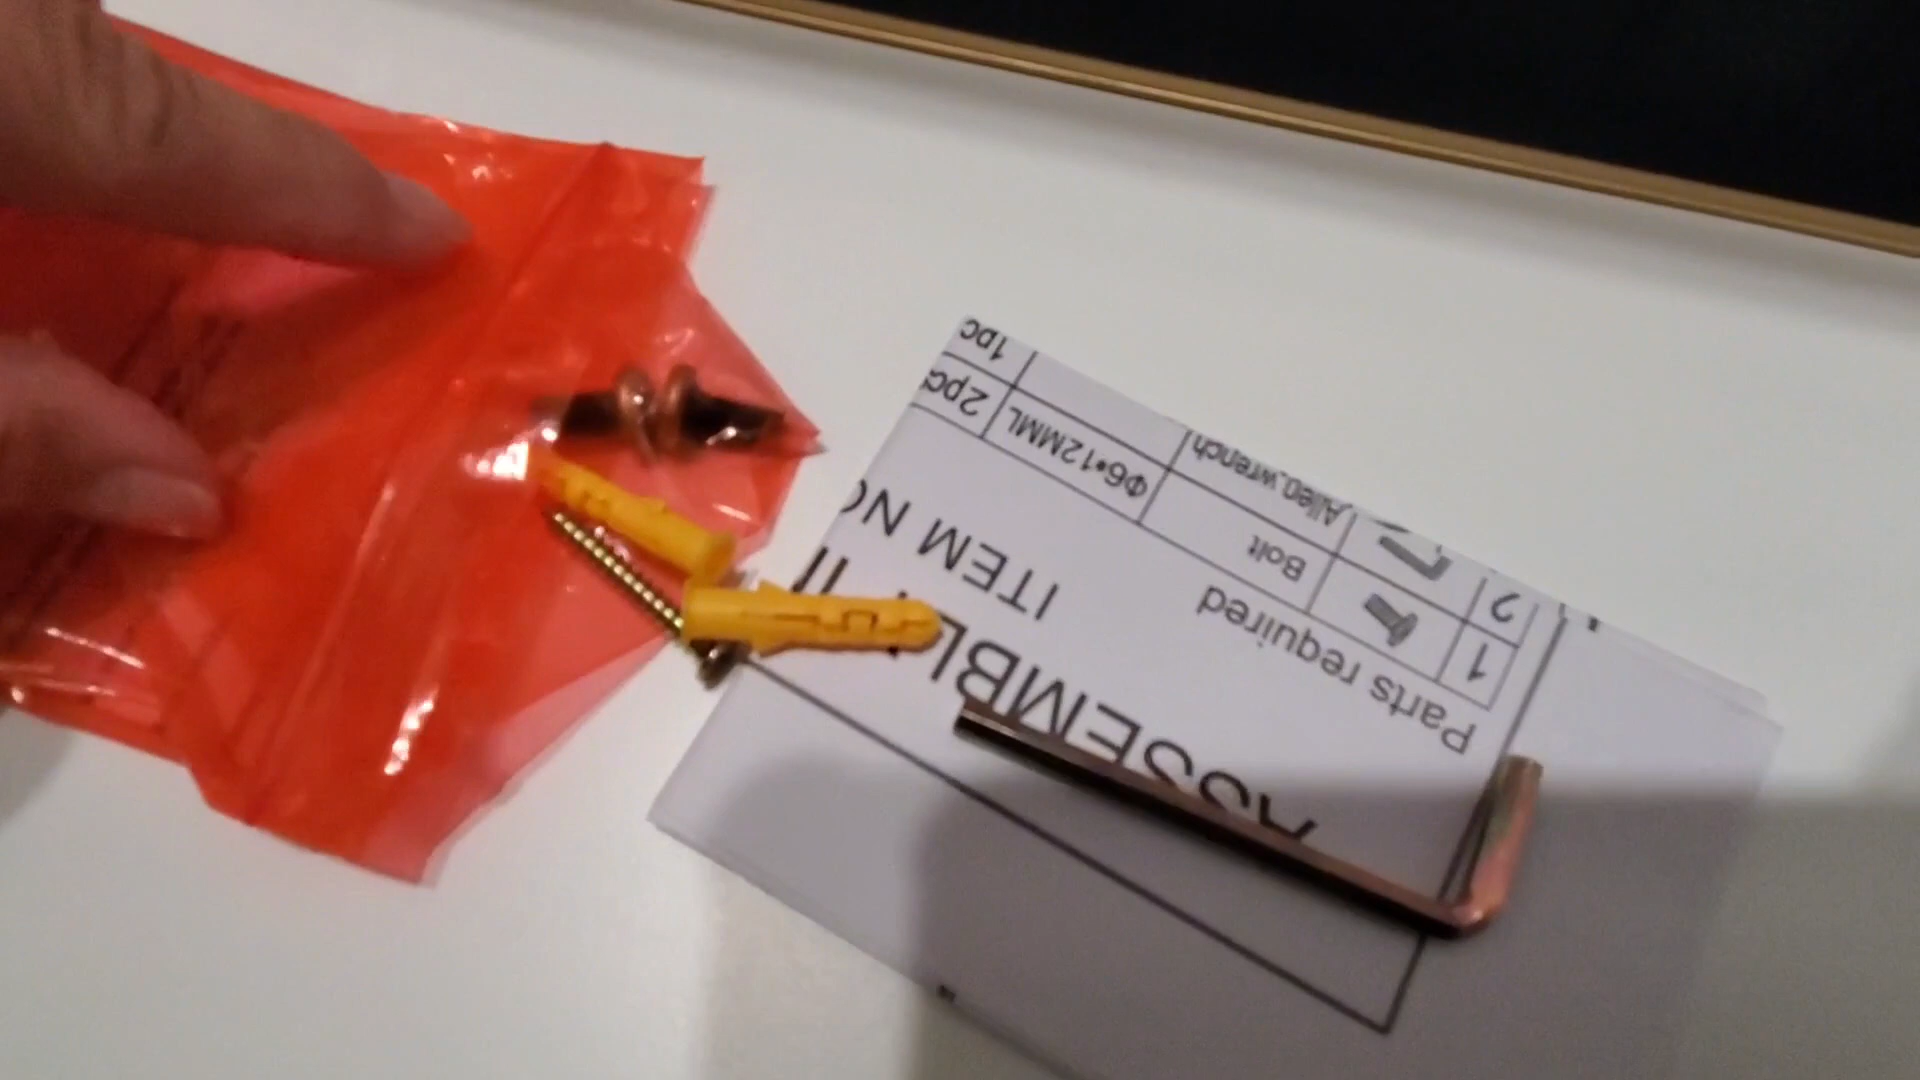 ASSEMBL
ITEM NO
Parts required
1 Bolt Φ6*12MML 2pc
2 Allen.wrench 1pc